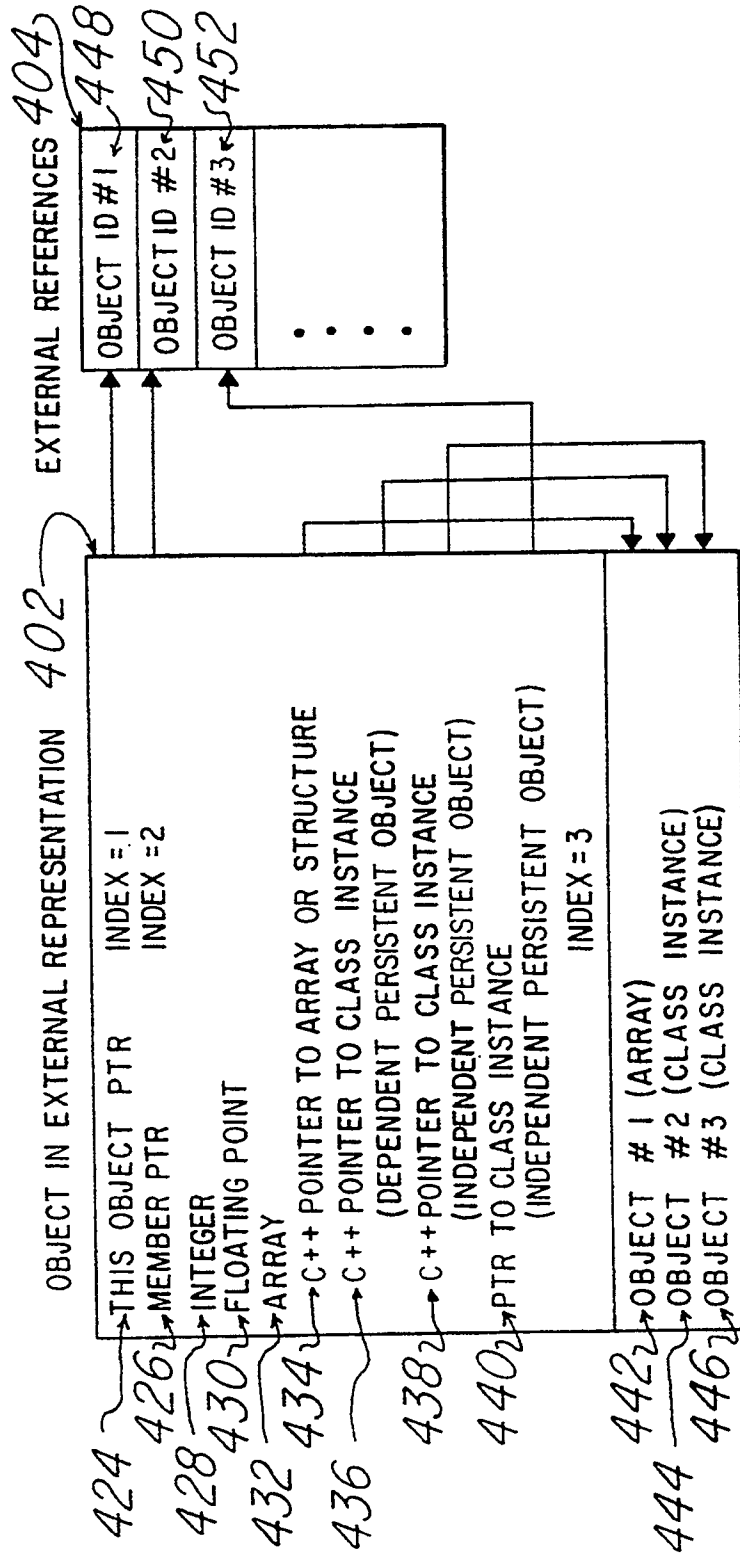 OBJECT IN EXTERNAL REPRESENTATION 402
EXTERNAL REFERENCES 404
424 THIS OBJECT PTR INDEX = 1
426 MEMBER PTR INDEX = 2
428 INTEGER
430 FLOATING POINT
432 ARRAY
434 C++ POINTER TO ARRAY OR STRUCTURE
436 C++ POINTER TO CLASS INSTANCE
(DEPENDENT PERSISTENT OBJECT)
438 C++ POINTER TO CLASS INSTANCE
(INDEPENDENT PERSISTENT OBJECT)
440 PTR TO CLASS INSTANCE
(INDEPENDENT PERSISTENT OBJECT)
INDEX = 3
442 OBJECT # 1 (ARRAY)
444 OBJECT #2 (CLASS INSTANCE)
446 OBJECT #3 (CLASS INSTANCE)
OBJECT ID #1 448
OBJECT ID #2 450
OBJECT ID #3 452